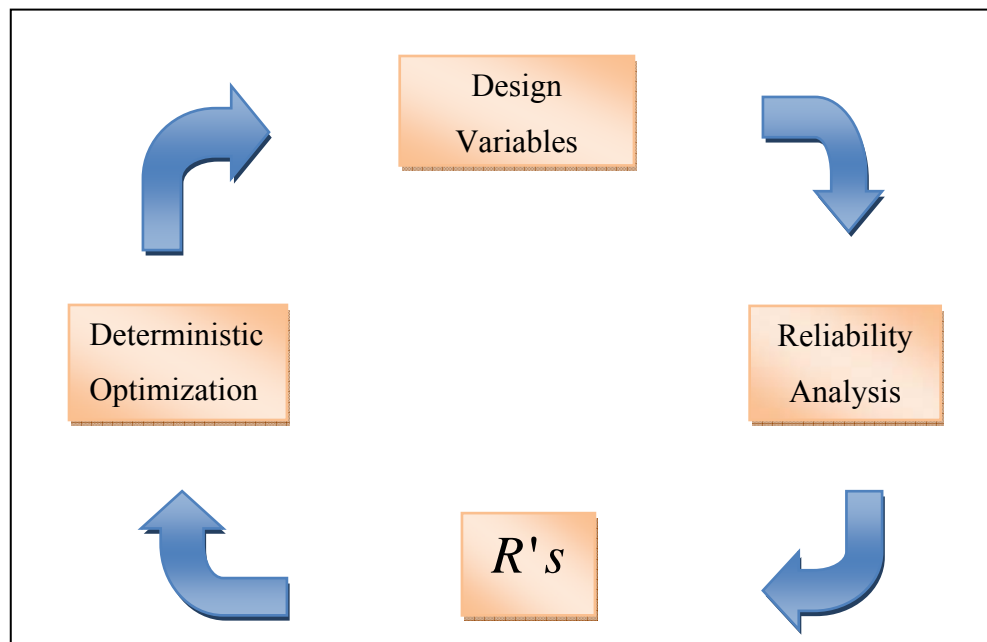 Design
Variables
Deterministic
Optimization
Reliability
Analysis
R's